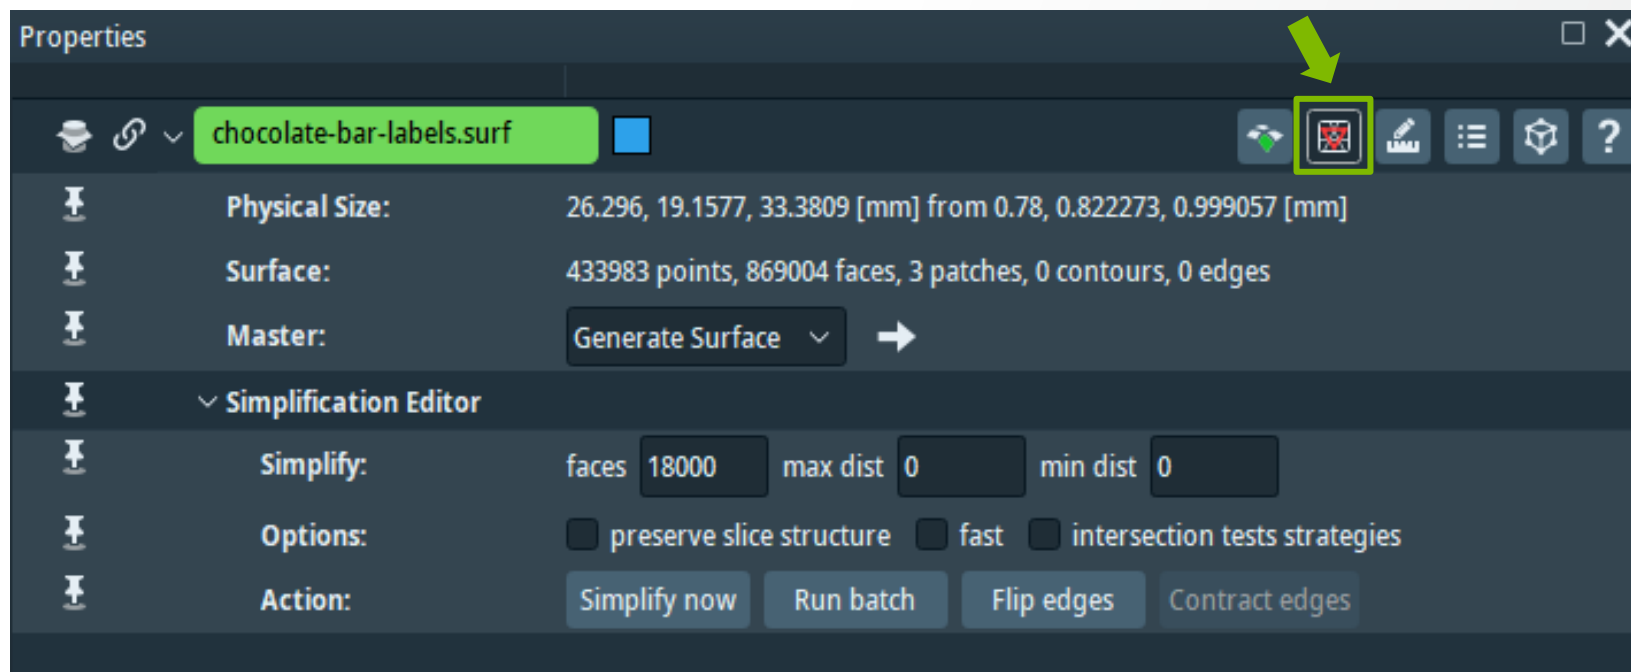 Properties
chocolate-bar-labels.surf ?
Physical Size: 26.296, 19.1577, 33.3809 [mm] from 0.78, 0.822273, 0.999057 [mm]
Surface: 433983 points, 869004 faces, 3 patches, 0 contours, 0 edges
Master: Generate Surface
Simplification Editor
Simplify: faces 18000 max dist 0 min dist 0
Options: preserve slice structure fast intersection tests strategies
Action: Simplify now Run batch Flip edges Contract edges